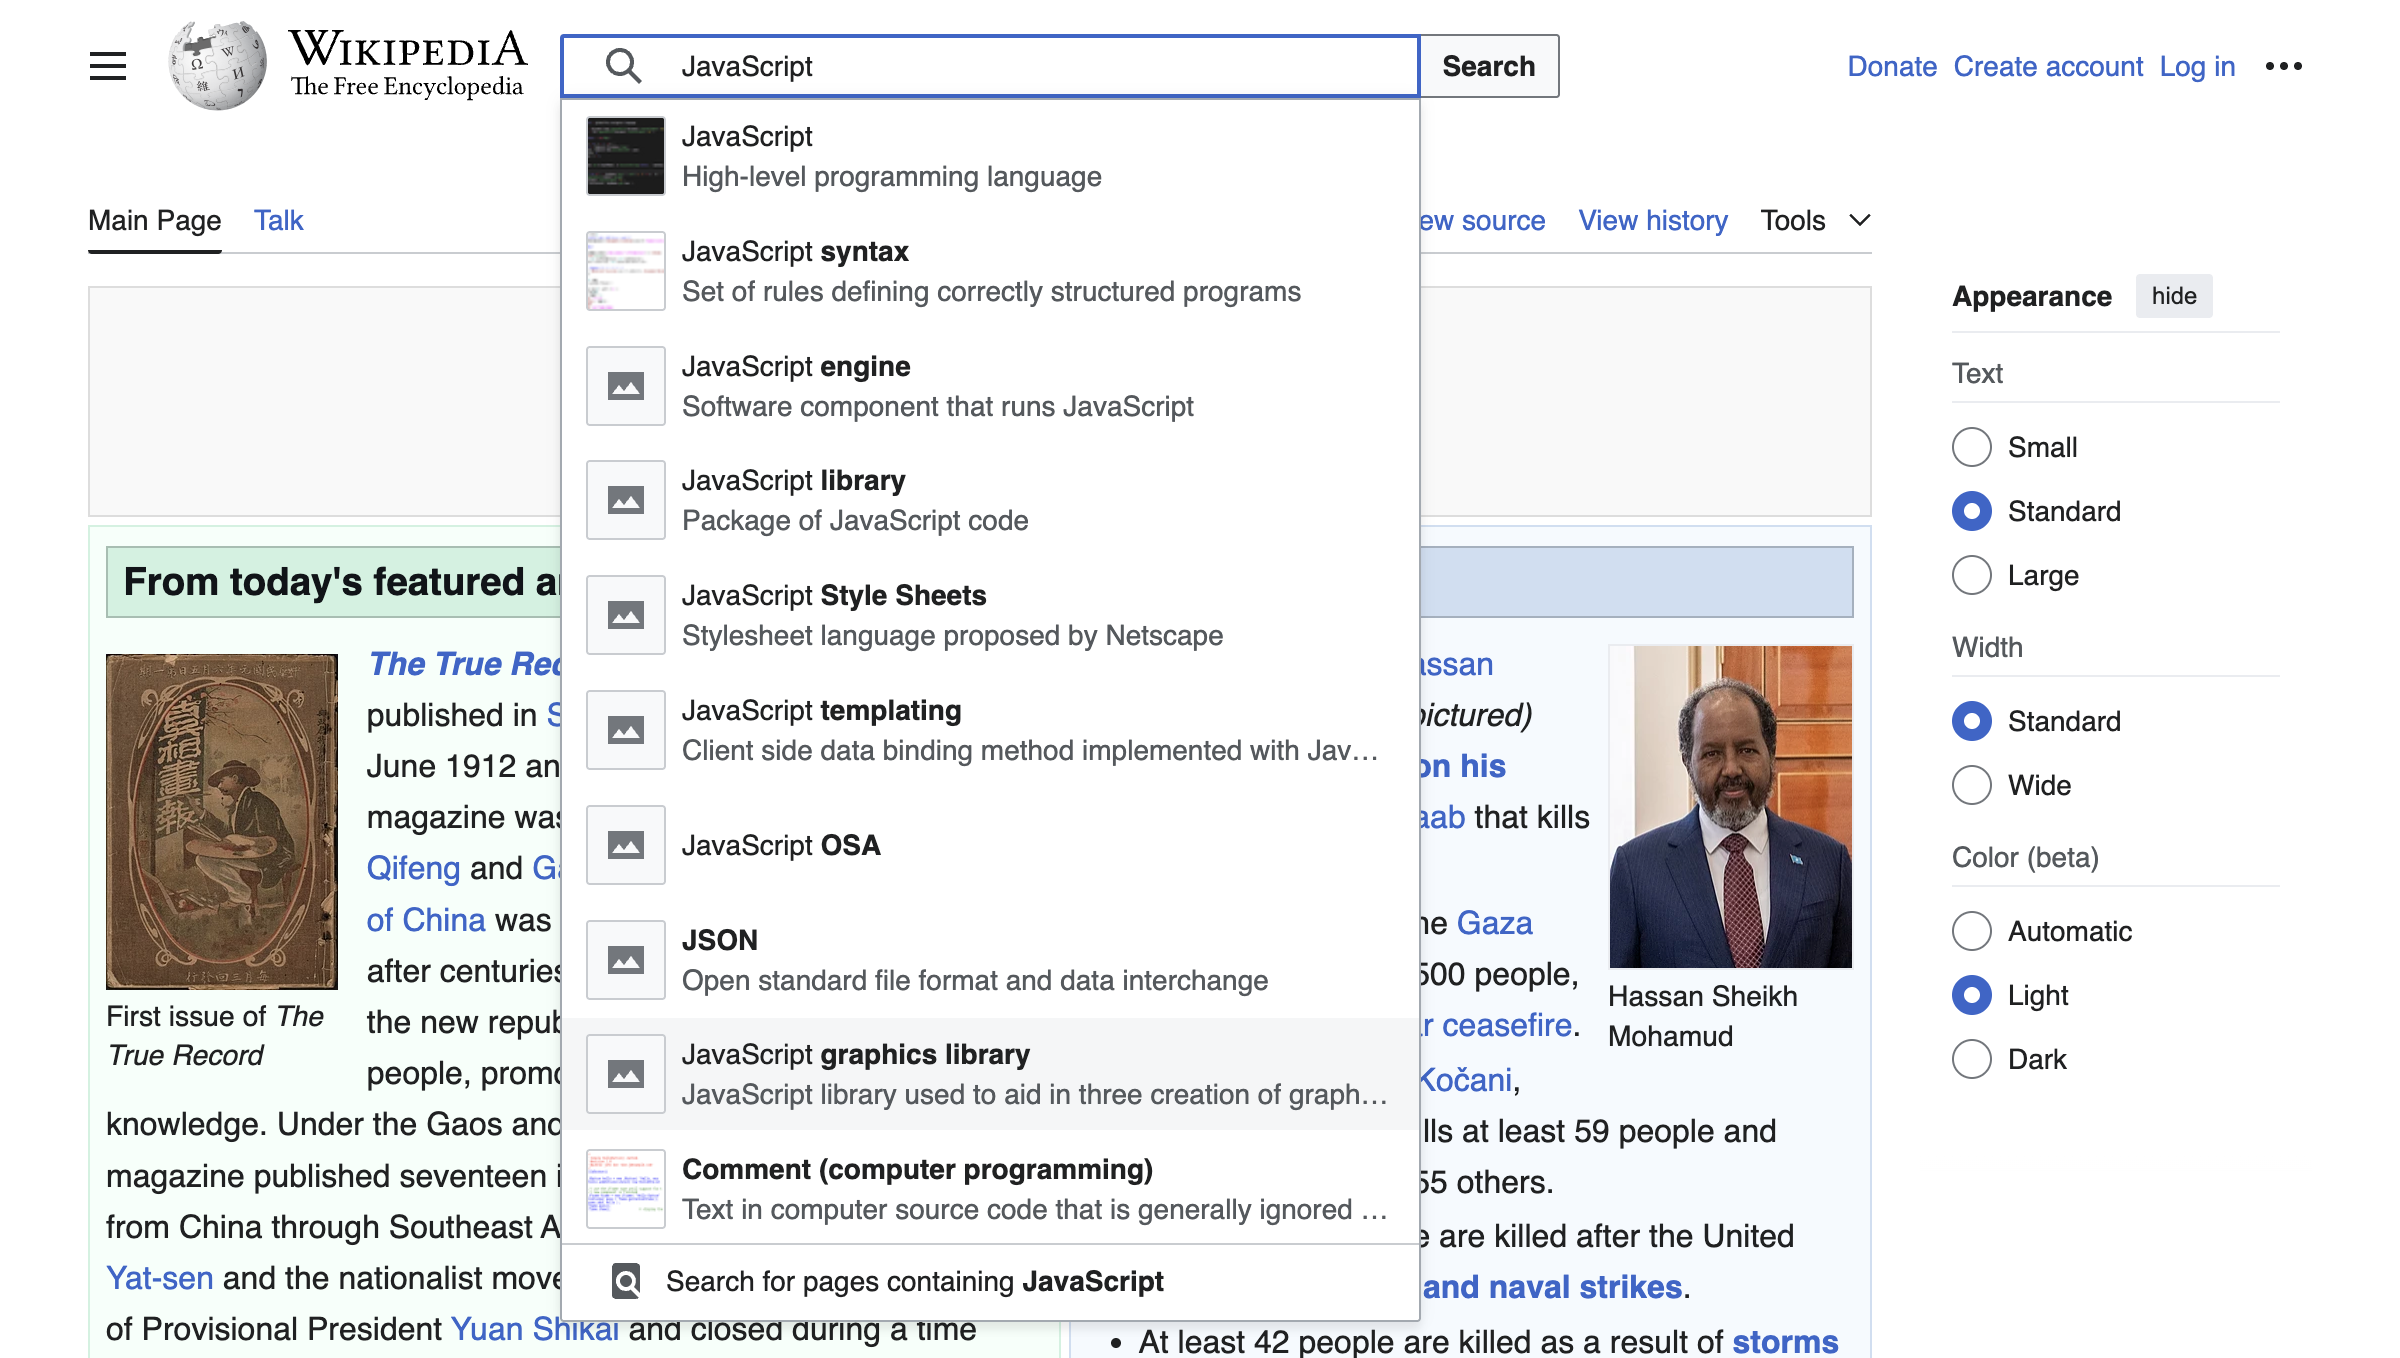 WIKIPEDIA
The Free Encyclopedia
JavaScript
Search
Donate Create account Log in
JavaScript
High-level programming language
JavaScript syntax
Set of rules defining correctly structured programs
JavaScript engine
Software component that runs JavaScript
JavaScript library
Package of JavaScript code
JavaScript Style Sheets
Stylesheet language proposed by Netscape
JavaScript templating
Client side data binding method implemented with Jav…
JavaScript OSA
JSON
Open standard file format and data interchange
JavaScript graphics library
JavaScript library used to aid in three creation of graph…
Comment (computer programming)
Text in computer source code that is generally ignored …
Search for pages containing JavaScript
Main Page Talk
ew source View history Tools
From today's featured a
The True Rec
published in S
June 1912 an
magazine was
Qifeng and Ga
of China was
after centuries
the new repub
people, promo
First issue of The
True Record
knowledge. Under the Gaos and
magazine published seventeen i
from China through Southeast A
Yat-sen and the nationalist move
of Provisional President Yuan Shikai and closed during a time
assan
pictured)
on his
aab that kills
he Gaza
500 people,
r ceasefire.
Kočani,
lls at least 59 people and
55 others.
e are killed after the United
and naval strikes.
• At least 42 people are killed as a result of storms
Hassan Sheikh
Mohamud
Appearance hide
Text
Small
Standard
Large
Width
Standard
Wide
Color (beta)
Automatic
Light
Dark